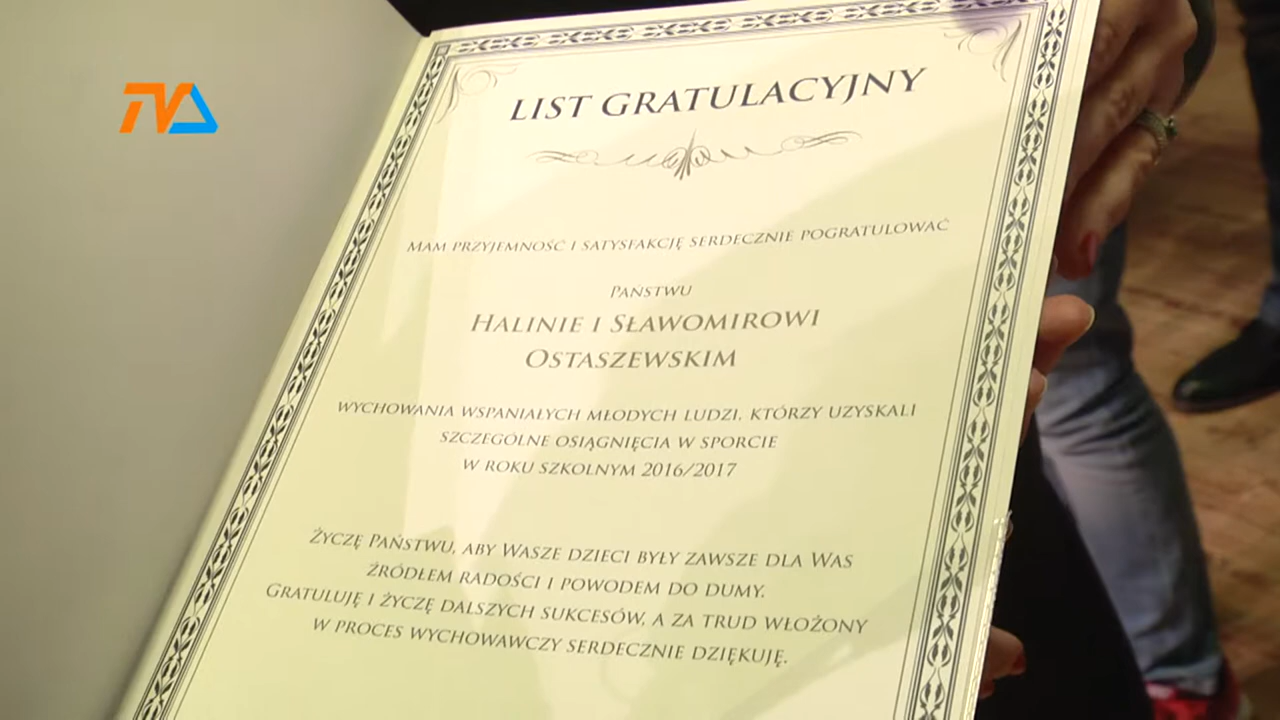 TVA
LIST GRATULACYJNY
MAM PRZYJEMNOŚĆ I SATYSFAKCJĘ SERDECZNIE POGRATULOWAĆ
PAŃSTWU
HALINIE I SŁAWOMIROWI
OSTASZEWSKIM
WYCHOWANIA WSPANIAŁYCH MŁODYCH LUDZI, KTÓRZY UZYSKALI
SZCZEGÓLNE OSIĄGNIĘCIA W SPORCIE
W ROKU SZKOLNYM 2016/2017
ŻYCZĘ PAŃSTWU, ABY WASZE DZIECI BYŁY ZAWSZE DLA WAS
ŹRÓDŁEM RADOŚCI I POWODEM DO DUMY.
GRATULUJĘ I ŻYCZĘ DALSZYCH SUKCESÓW, A ZA TRUD WŁOŻONY
W PROCES WYCHOWAWCZY SERDECZNIE DZIĘKUJĘ.